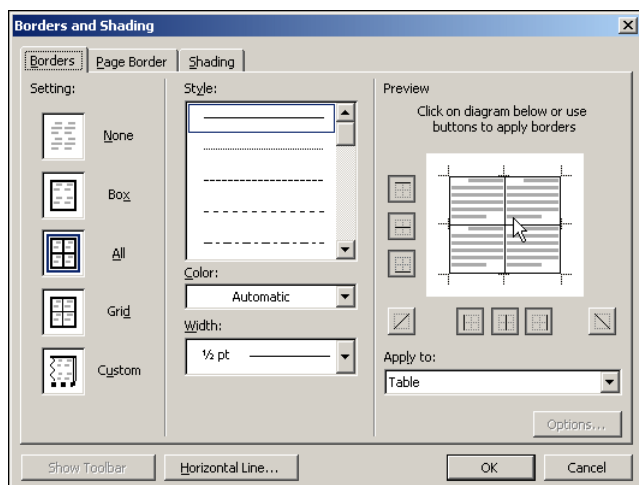 Borders and Shading
Borders
Page Border
Shading
Setting:
None
Box
All
Grid
Custom
Style:
Color:
Automatic
Width:
½ pt
Preview
Click on diagram below or use
buttons to apply borders
Apply to:
Table
Options...
Show Toolbar
Horizontal Line...
OK
Cancel